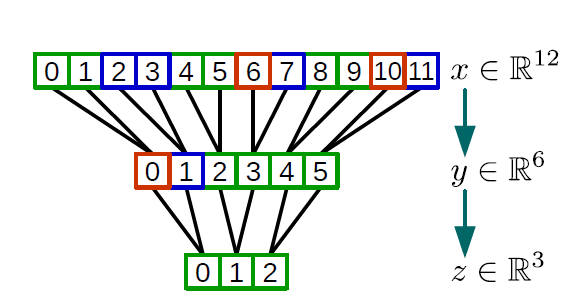 0 1 2 3 4 5 6 7 8 9 10 11 x ∈ ℝ¹²
0 1 2 3 4 5 y ∈ ℝ⁶
0 1 2 z ∈ ℝ³